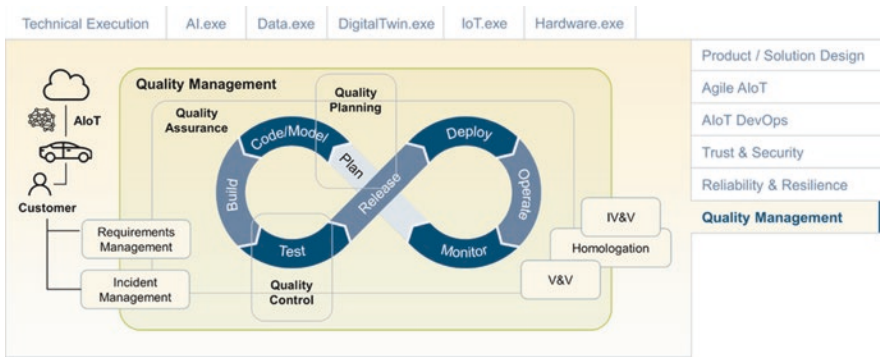 Technical Execution
AI.exe
Data.exe
DigitalTwin.exe
IoT.exe
Hardware.exe
Product / Solution Design
Agile AIoT
AIoT DevOps
Trust & Security
Reliability & Resilience
Quality Management
AIoT
Customer
Requirements
Management
Incident
Management
Quality Management
Quality
Assurance
Quality
Planning
Code/Model
Plan
Build
Test
Release
Deploy
Operate
Monitor
Quality
Control
IV&V
Homologation
V&V